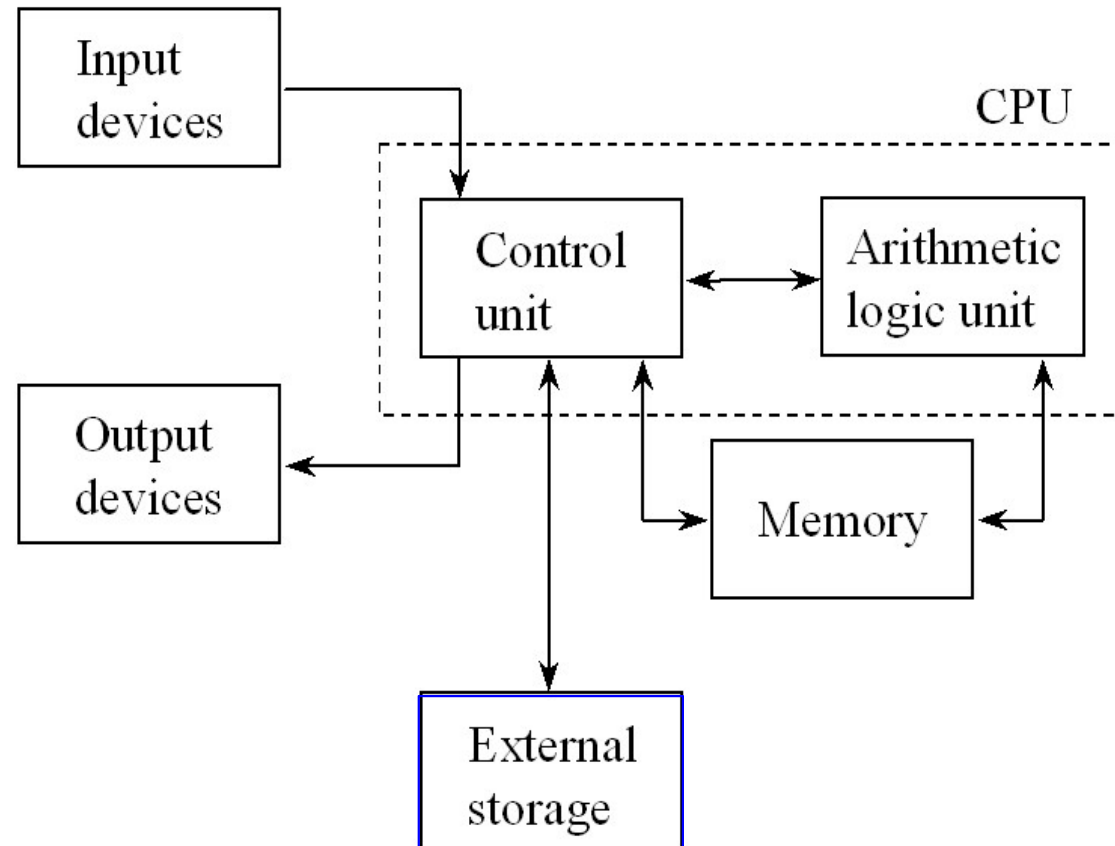 Input
devices
CPU
Control
unit
Arithmetic
logic unit
Output
devices
Memory
External
storage